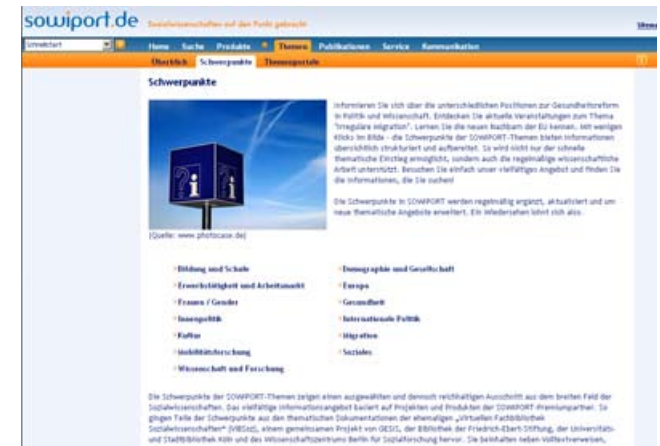 sowiport.de Sozialwissenschaften auf den Punkt gebracht
Sitemap
Schnellstart Home Suche Produkte Themen Publikationen Service Kommunikation
Überblick Schwerpunkte Themenportale
Schwerpunkte
Informieren Sie sich über die unterschiedlichen Positionen zur Gesundheitsreform
in Politik und Wissenschaft. Entdecken Sie aktuelle Veranstaltungen zum Thema
"Irreguläre Migration". Lernen Sie die neuen Nachbarn der EU kennen. Mit wenigen
Klicks im Bilde - die Schwerpunkte der SOWIPORT-Themen bieten Informationen
übersichtlich strukturiert und aufbereitet. So wird nicht nur der schnelle
thematische Einstieg ermöglicht, sondern auch die regelmäßige wissenschaftliche
Arbeit unterstützt. Besuchen Sie einfach unser vielfältiges Angebot und finden Sie
die Informationen, die Sie suchen!
Die Schwerpunkte in SOWIPORT werden regelmäßig ergänzt, aktualisiert und um
neue thematische Angebote erweitert. Ein Wiedersehen lohnt sich also.
? i ? i
(Quelle: www.photocase.de)
Bildung und Schule
Demographie und Gesellschaft
Erwerbstätigkeit und Arbeitsmarkt
Europa
Frauen / Gender
Gesundheit
Innenpolitik
Internationale Politik
Kultur
Migration
Mobilitätsforschung
Soziales
Wissenschaft und Forschung
Die Schwerpunkte der SOWIPORT-Themen zeigen einen ausgewählten und dennoch reichhaltigen Ausschnitt aus dem breiten Feld der
Sozialwissenschaften. Das vielfältige Informationsangebot basiert auf Projekten und Produkten der SOWIPORT-Premiumpartner. So
gingen Teile der Schwerpunkte aus den thematischen Dokumentationen der ehemaligen „Virtuellen Fachbibliothek
Sozialwissenschaften" (ViBSoz), einem gemeinsamen Projekt von GESIS, der Bibliothek der Friedrich-Ebert-Stiftung, der Universitäts-
und Stadtbibliothek Köln und des Wissenschaftszentrums Berlin für Sozialforschung hervor. Sie beinhalten neben Volltextverweisen,